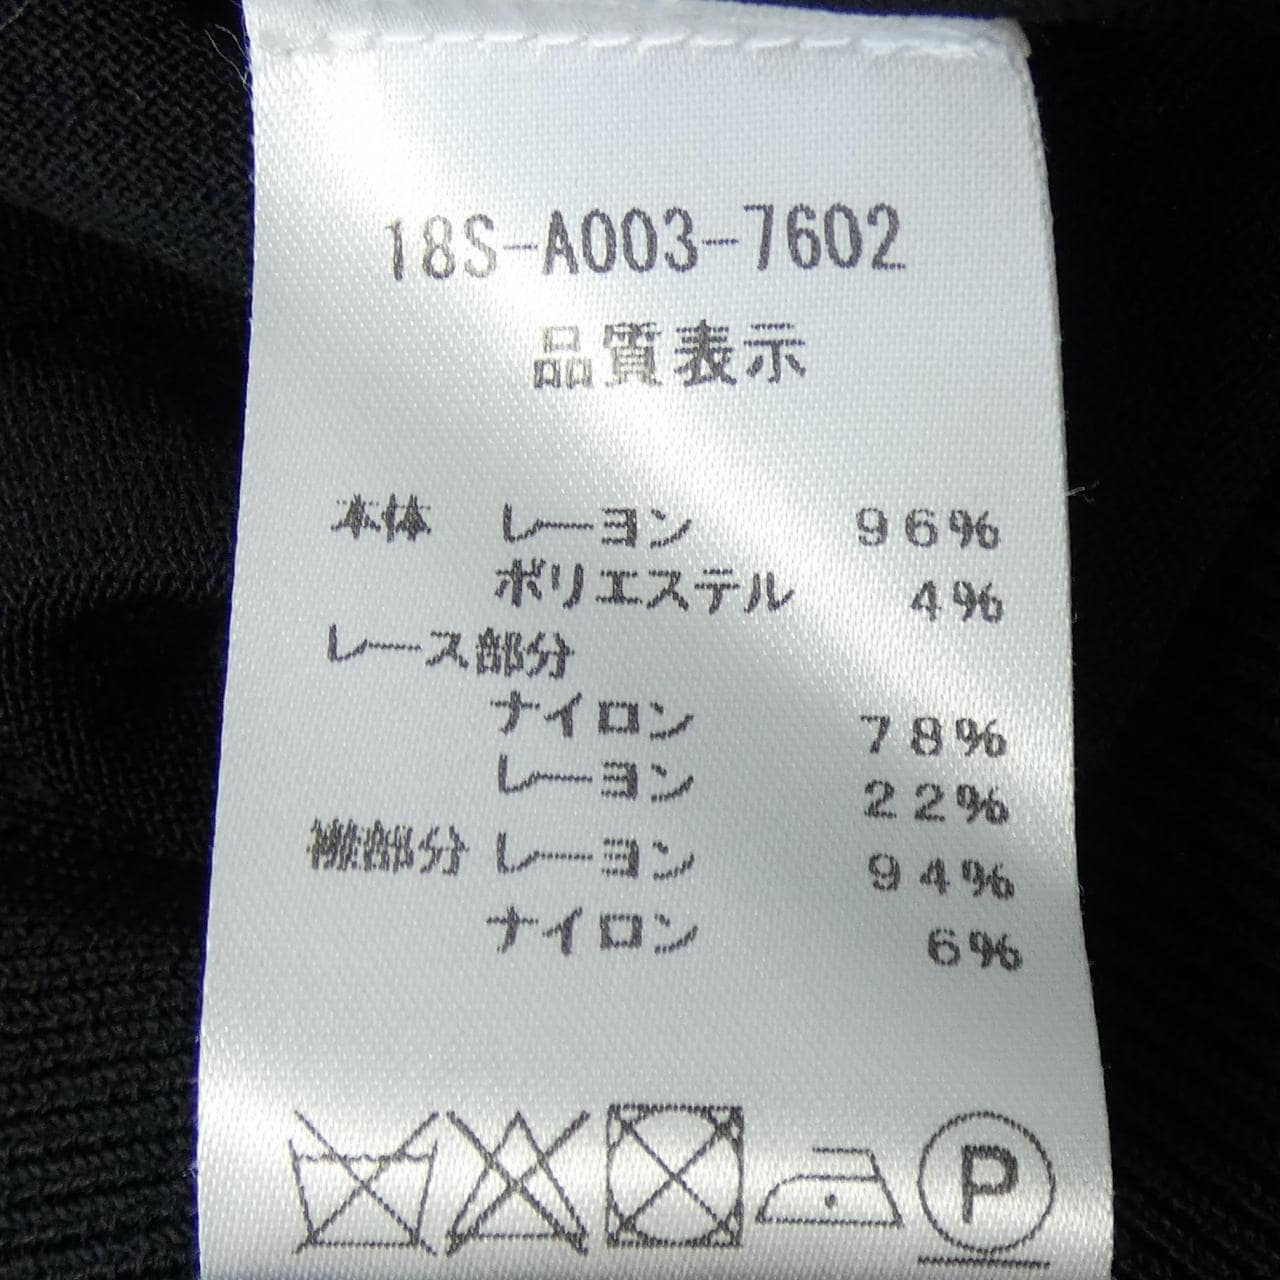 18S-A003-7602
品質表示
本体 レーヨン 96%
ポリエステル 4%
レース部分
ナイロン 78%
レーヨン 22%
部分 レーヨン 94%
ナイロン 6%
P